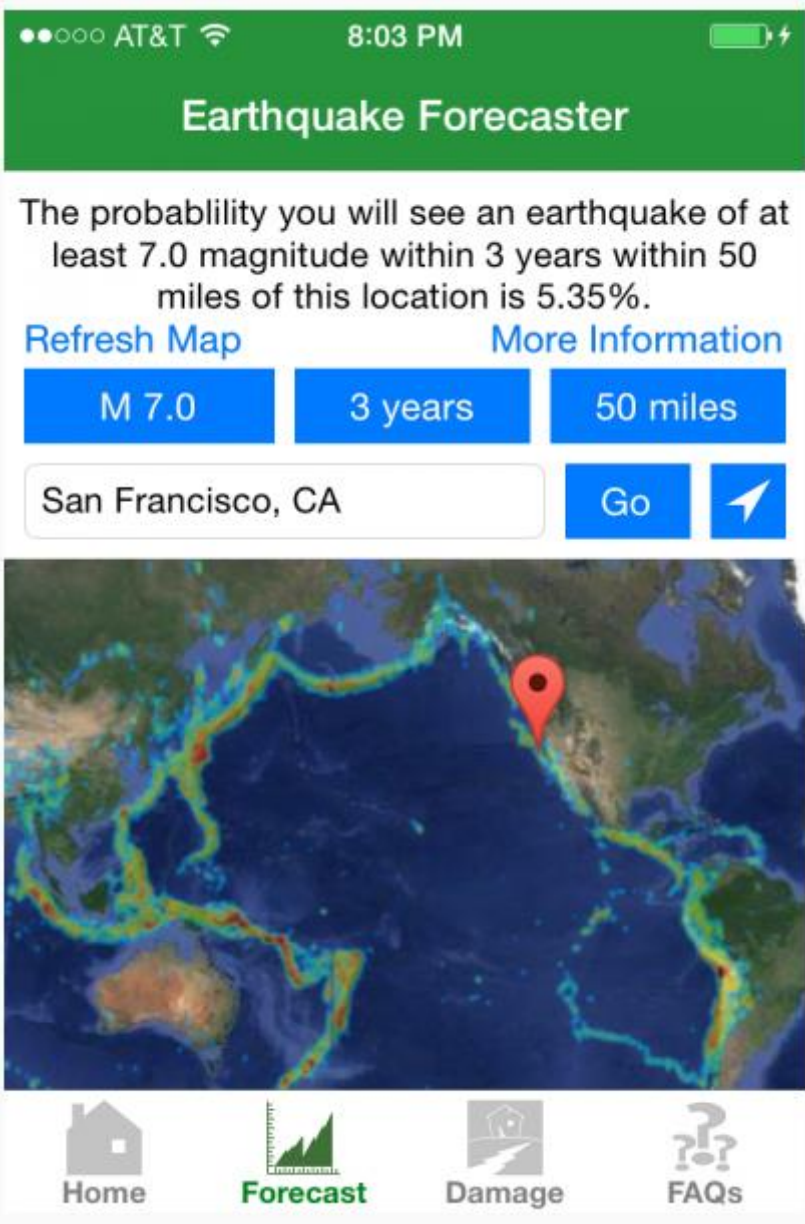 AT&T 8:03 PM
Earthquake Forecaster
The probablility you will see an earthquake of at
least 7.0 magnitude within 3 years within 50
miles of this location is 5.35%.
Refresh Map More Information
M 7.0 3 years 50 miles
San Francisco, CA Go
Home Forecast Damage FAQs